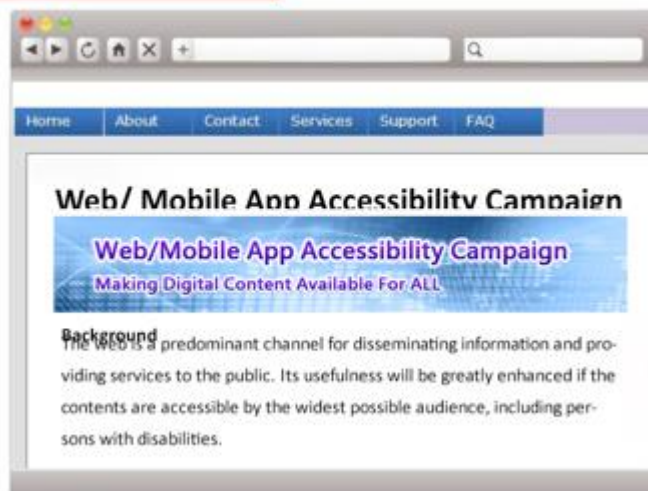 Home About Contact Services Support FAQ
Web/ Mobile App Accessibility Campaign
Web/Mobile App Accessibility Campaign
Making Digital Content Available For ALL
Background
The Web is a predominant channel for disseminating information and pro-
viding services to the public. Its usefulness will be greatly enhanced if the
contents are accessible by the widest possible audience, including per-
sons with disabilities.